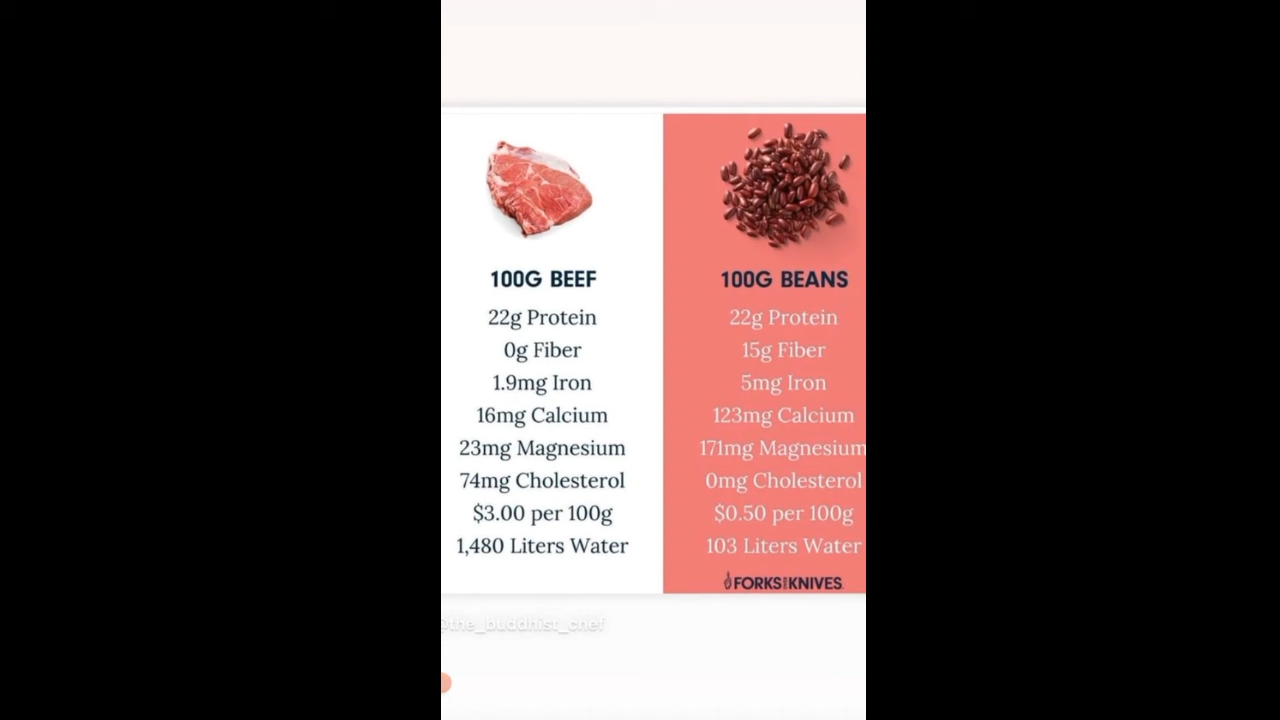 100G BEEF
22g Protein
0g Fiber
1.9mg Iron
16mg Calcium
23mg Magnesium
74mg Cholesterol
$3.00 per 100g
1,480 Liters Water
100G BEANS
22g Protein
15g Fiber
5mg Iron
123mg Calcium
171mg Magnesium
0mg Cholesterol
$0.50 per 100g
103 Liters Water
FORKS OVER KNIVES
@the_buddhist_chef